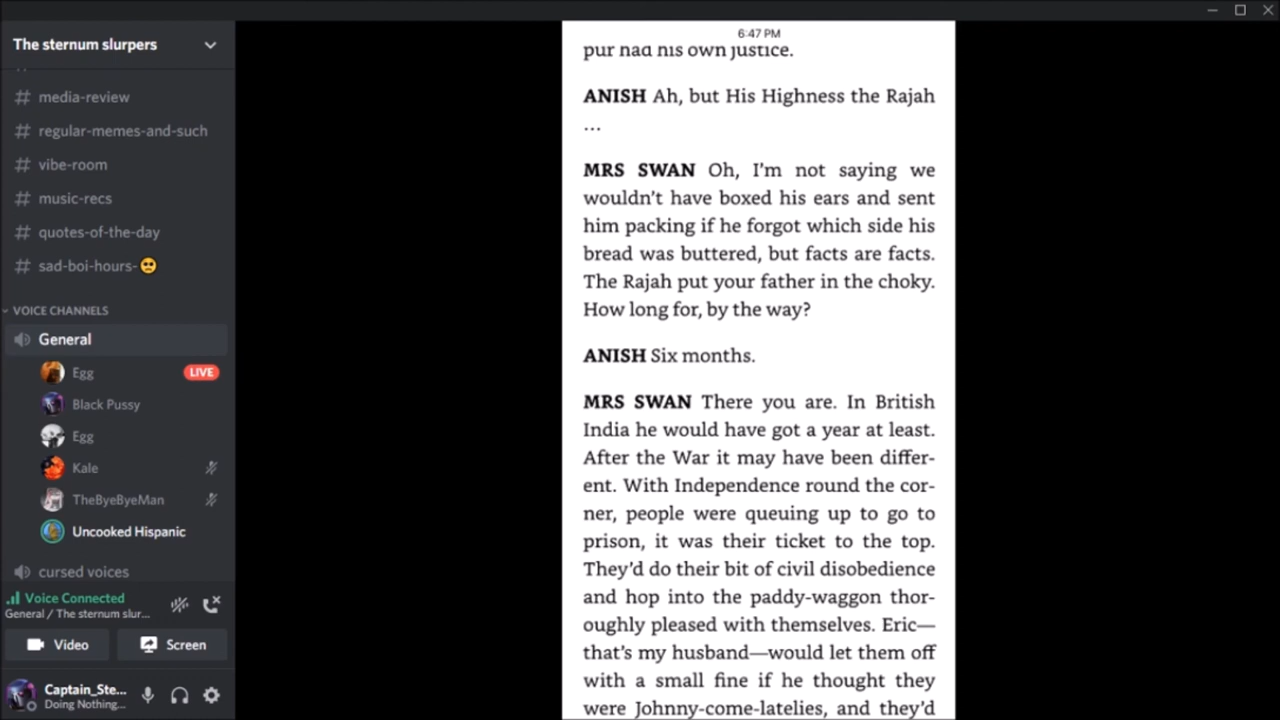 The sternum slurpers
# media-review
# regular-memes-and-such
# vibe-room
# music-recs
# quotes-of-the-day
# sad-boi-hours-🥺
VOICE CHANNELS
General
Egg LIVE
Black Pussy
Egg
Kale
TheByeByeMan
Uncooked Hispanic
cursed voices
Voice Connected
General / The sternum slur...
Video Screen
Captain_Ste...
Doing Nothing...
6:47 PM
pur had his own justice.
ANISH Ah, but His Highness the Rajah
...
MRS SWAN Oh, I'm not saying we
wouldn't have boxed his ears and sent
him packing if he forgot which side his
bread was buttered, but facts are facts.
The Rajah put your father in the choky.
How long for, by the way?
ANISH Six months.
MRS SWAN There you are. In British
India he would have got a year at least.
After the War it may have been differ-
ent. With Independence round the cor-
ner, people were queuing up to go to
prison, it was their ticket to the top.
They'd do their bit of civil disobedience
and hop into the paddy-waggon thor-
oughly pleased with themselves. Eric—
that's my husband—would let them off
with a small fine if he thought they
were Johnny-come-latelies, and they'd